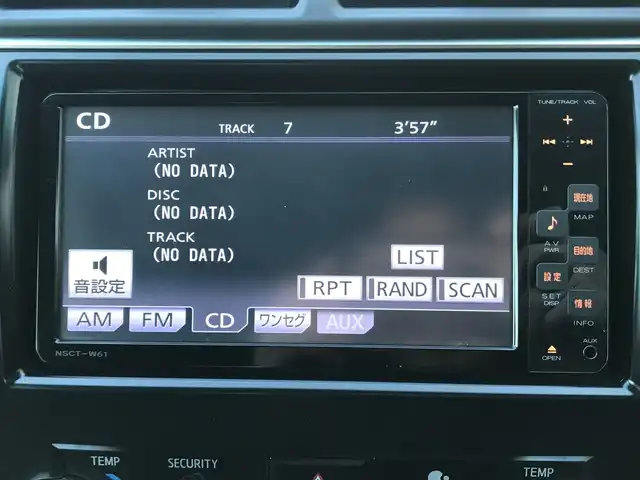 TUNE/TRACK VOL
CD
TRACK 7 3'57"
ARTIST
(NO DATA)
DISC
(NO DATA)
TRACK
(NO DATA)
LIST
音設定
RPT RAND SCAN
AM FM CD ワンセグ AUX
NSCT-W61
現在地
MAP
♪
A.V
PWR
目的地
DEST
設定
SET
DISP
情報
INFO
AUX
OPEN
TEMP SECURITY TEMP